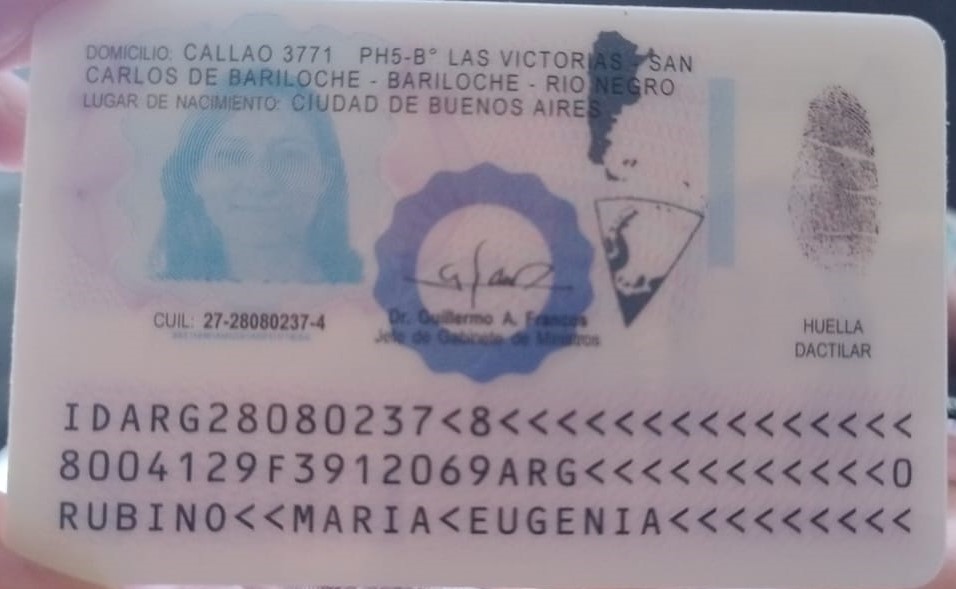 DOMICILIO: CALLAO 3771 PH5-B° LAS VICTORIAS - SAN
CARLOS DE BARILOCHE - BARILOCHE - RIO NEGRO
LUGAR DE NACIMIENTO: CIUDAD DE BUENOS AIRES
CUIL: 27-28080237-4
Dr. Guillermo A. Francos
Jefe de Gabinete de Ministros
HUELLA
DACTILAR
IDARG28080237<8<<<<<<<<<<<<<<<
8004129F3912069ARG<<<<<<<<<<<0
RUBINO<<MARIA<EUGENIA<<<<<<<<<